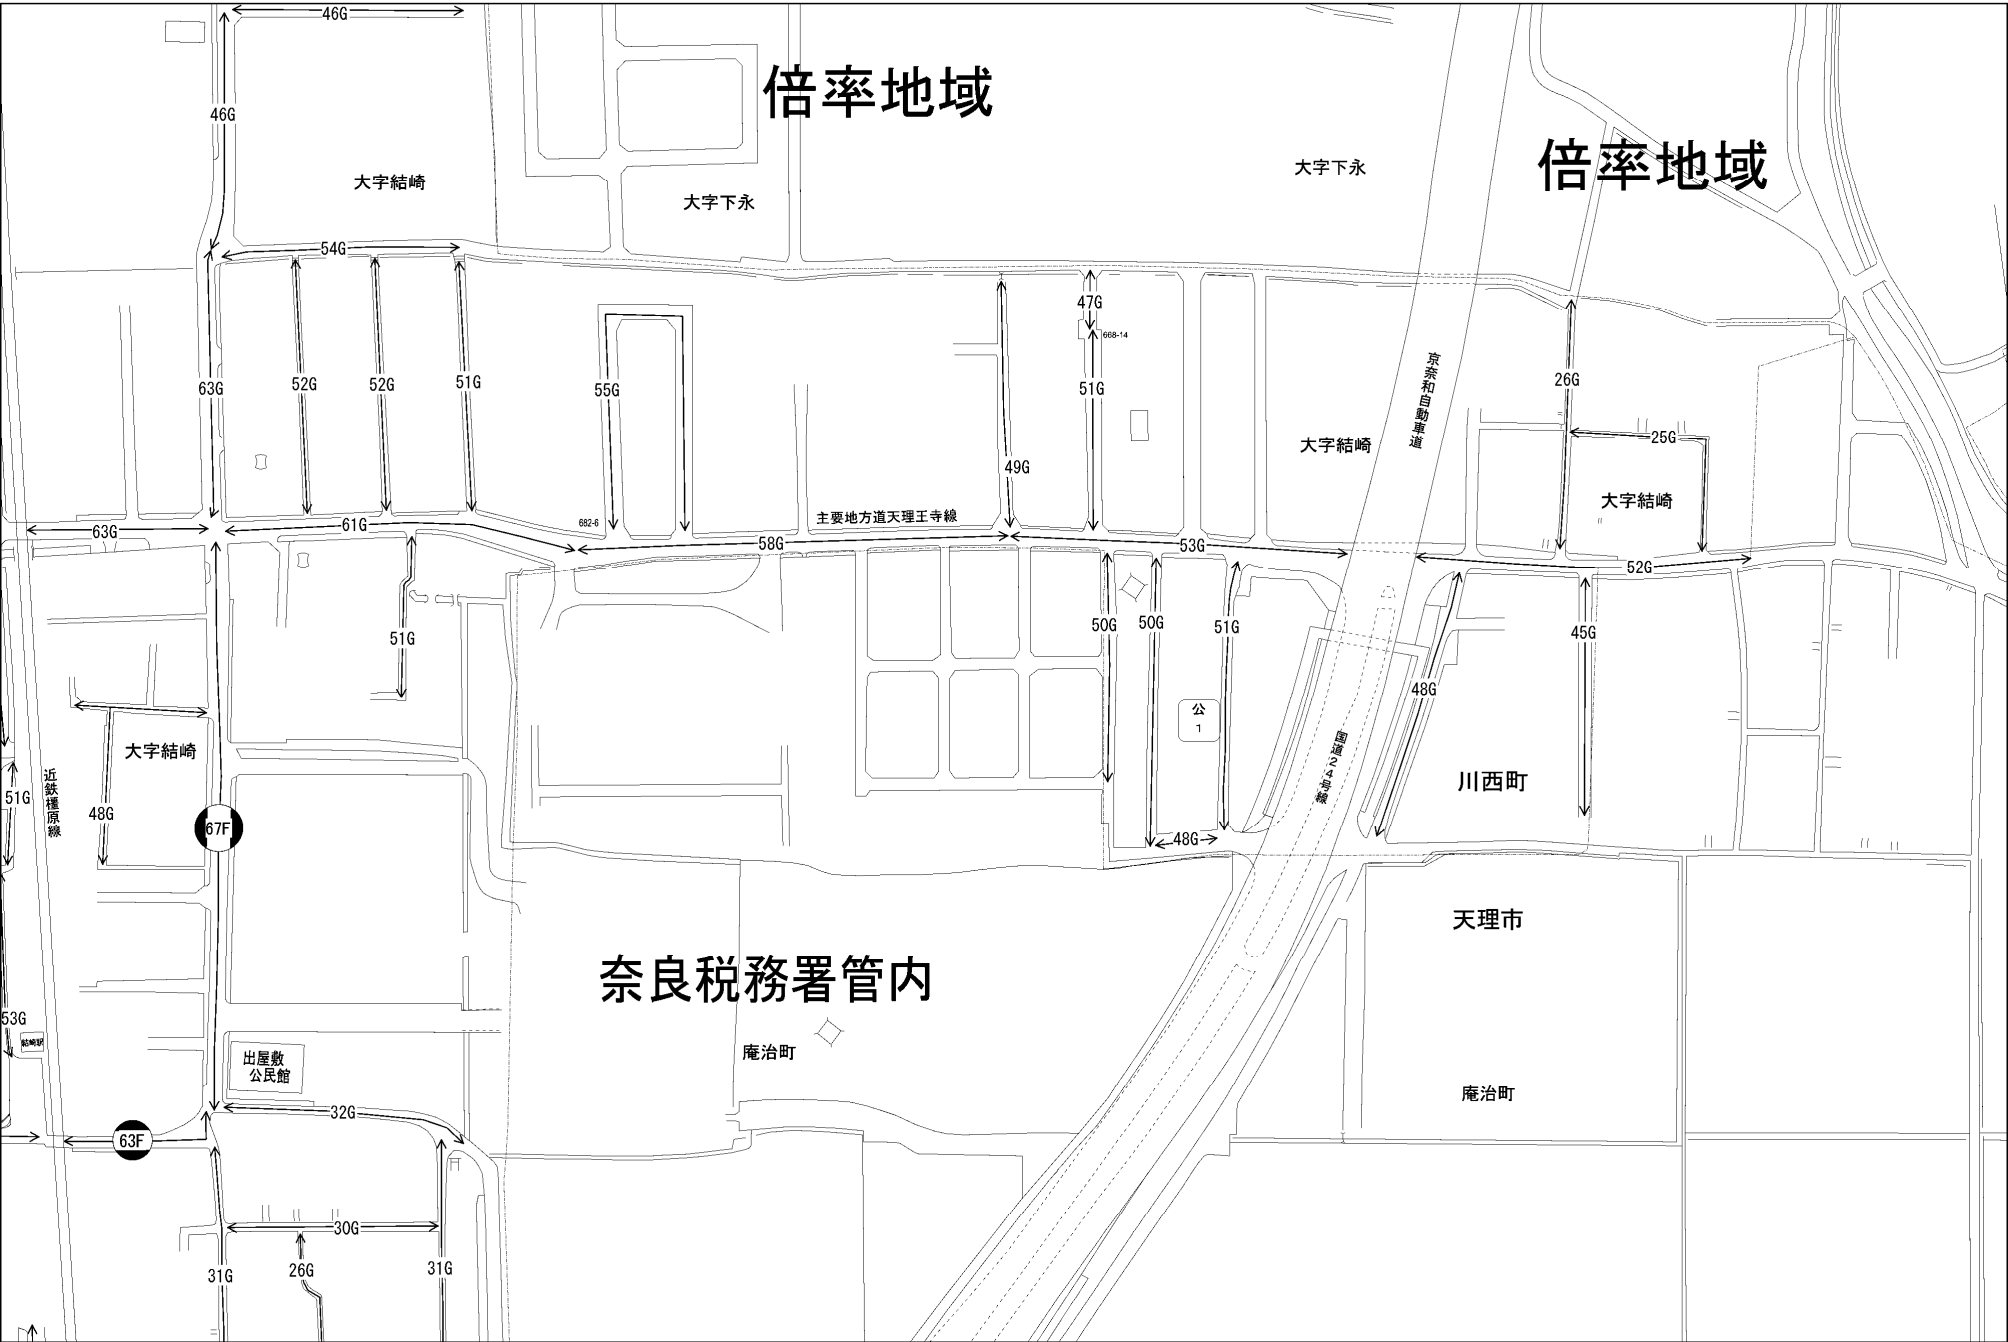 46G
倍率地域
46G
倍率地域
大字結崎
大字下永
大字下永
54G
47G
668-14
63G
52G
52G
51G
55G
51G
26G
京奈和自動車道
25G
大字結崎
49G
大字結崎
主要地方道天理王寺線
682-6
63G
61G
58G
53G
52G
51G
50G
50G
51G
45G
48G
公
1
大字結崎
国道24号線
川西町
51G
近鉄橿原線
48G
67F
48G
天理市
奈良税務署管内
53G
結崎駅
出屋敷
公民館
庵治町
庵治町
32G
63F
30G
31G
26G
31G